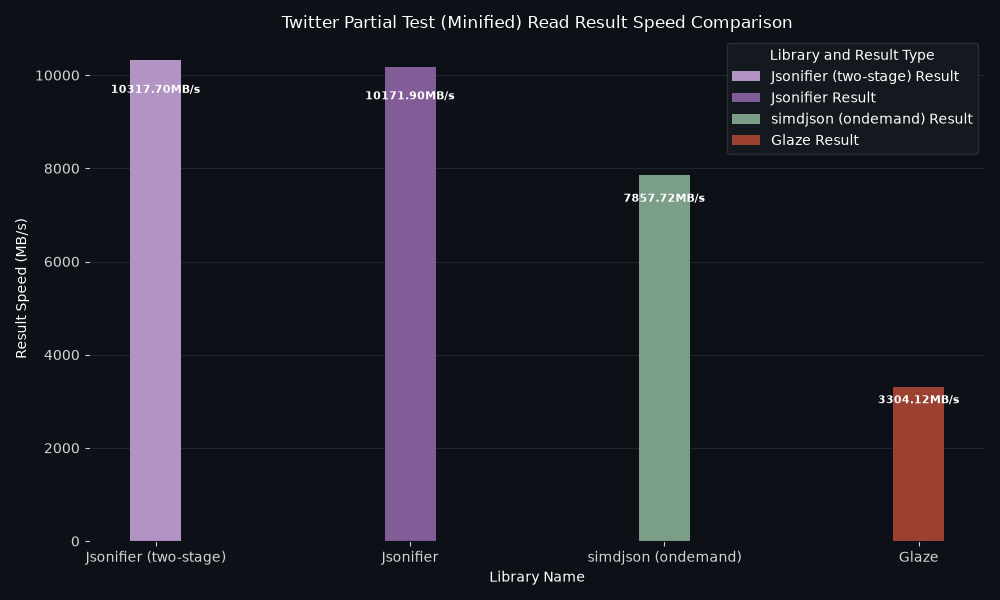 Twitter Partial Test (Minified) Read Result Speed Comparison
Library and Result Type
Jsonifier (two-stage) Result
Jsonifier Result
simdjson (ondemand) Result
Glaze Result
10317.70MB/s
10171.90MB/s
7857.72MB/s
3304.12MB/s
Result Speed (MB/s)
10000
8000
6000
4000
2000
0
Jsonifier (two-stage)
Jsonifier
simdjson (ondemand)
Glaze
Library Name